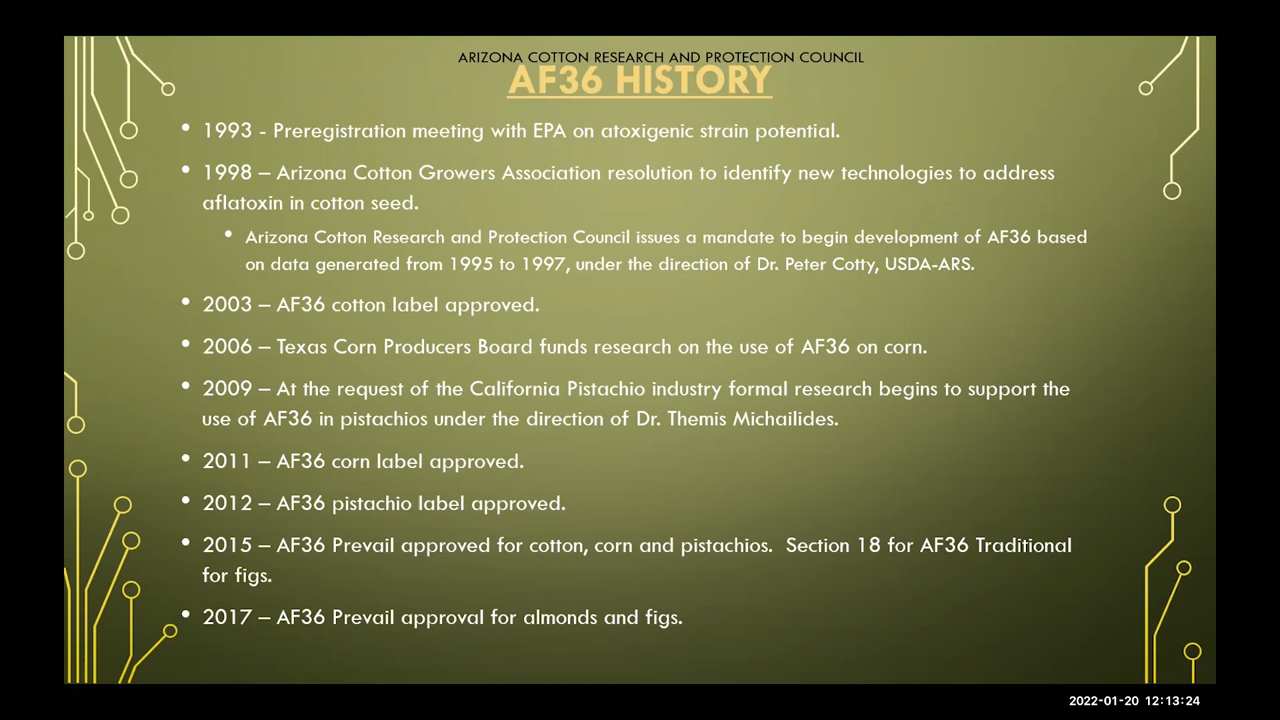 ARIZONA COTTON RESEARCH AND PROTECTION COUNCIL
AF36 HISTORY
• 1993 - Preregistration meeting with EPA on atoxigenic strain potential.
• 1998 – Arizona Cotton Growers Association resolution to identify new technologies to address
aflatoxin in cotton seed.
• Arizona Cotton Research and Protection Council issues a mandate to begin development of AF36 based
on data generated from 1995 to 1997, under the direction of Dr. Peter Cotty, USDA-ARS.
• 2003 – AF36 cotton label approved.
• 2006 – Texas Corn Producers Board funds research on the use of AF36 on corn.
• 2009 – At the request of the California Pistachio industry formal research begins to support the
use of AF36 in pistachios under the direction of Dr. Themis Michailides.
• 2011 – AF36 corn label approved.
• 2012 – AF36 pistachio label approved.
• 2015 – AF36 Prevail approved for cotton, corn and pistachios.  Section 18 for AF36 Traditional
for figs.
• 2017 – AF36 Prevail approval for almonds and figs.
2022-01-20 12:13:24